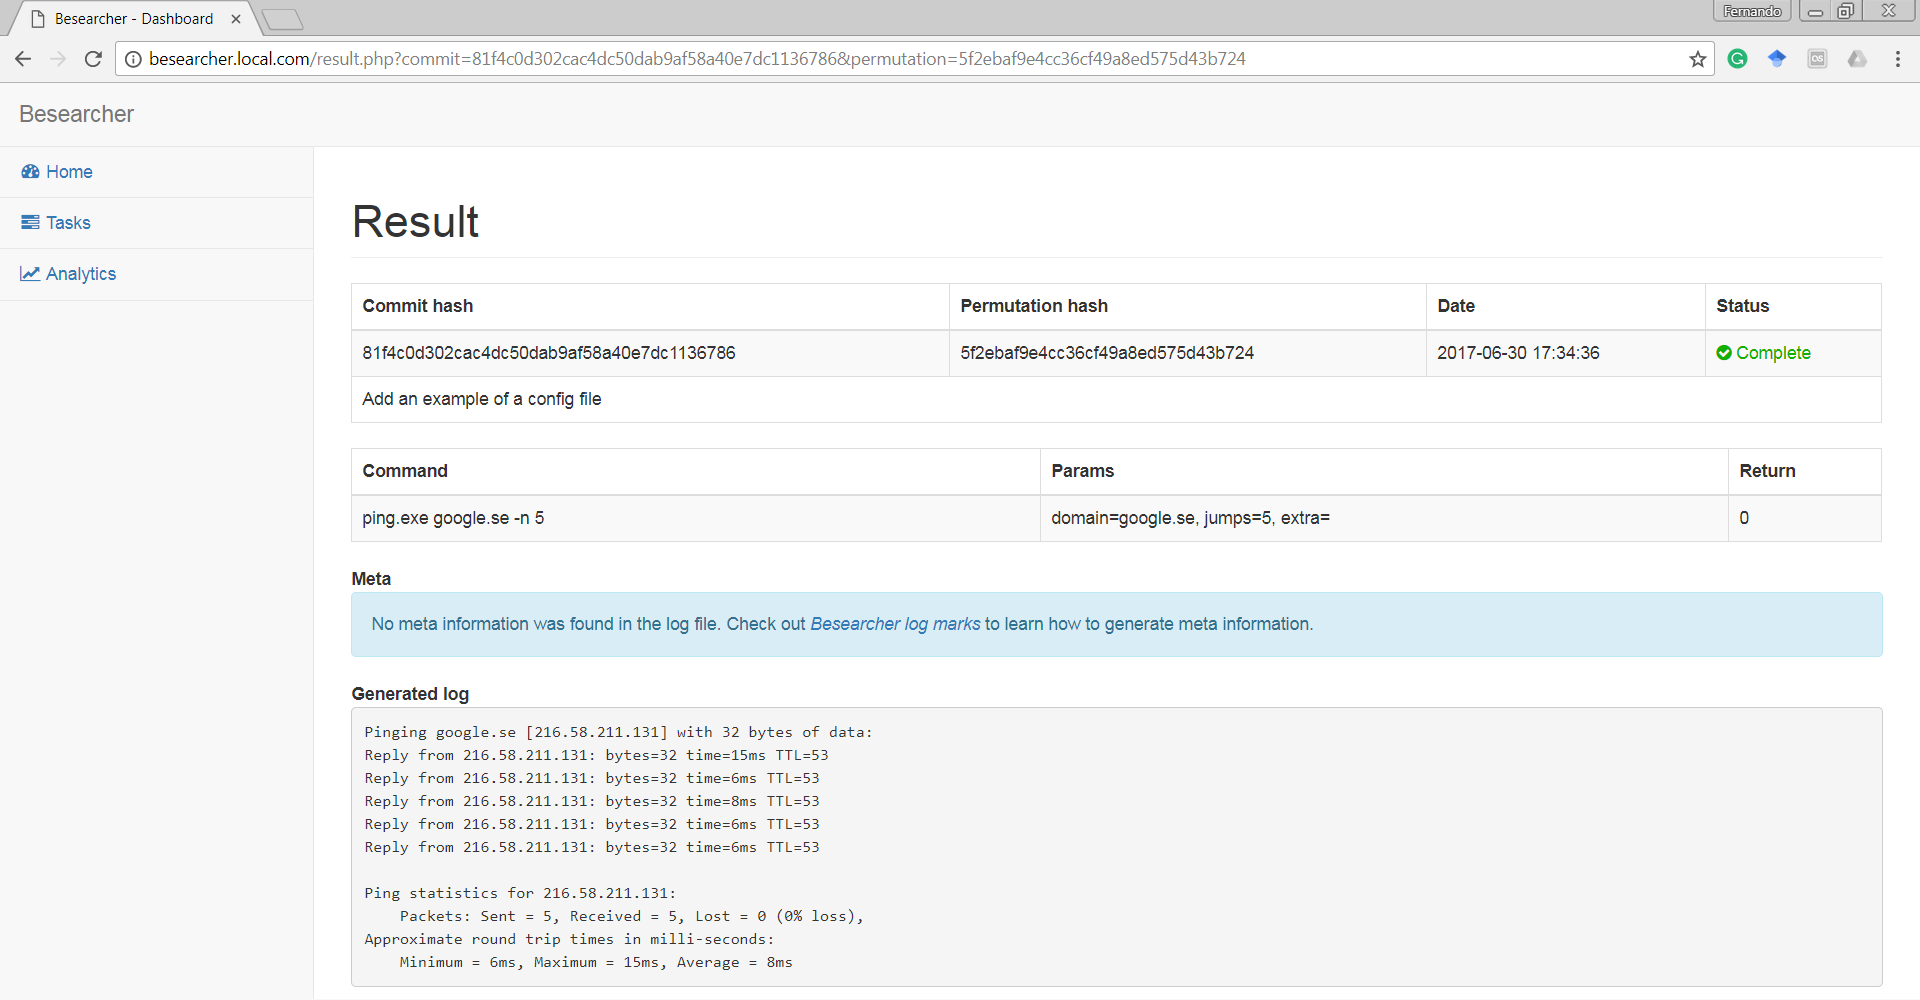 Besearcher - Dashboard
Fernando
besearcher.local.com/result.php?commit=81f4c0d302cac4dc50dab9af58a40e7dc1136786&permutation=5f2ebaf9e4cc36cf49a8ed575d43b724
Besearcher
Home
Tasks
Analytics
Result
Commit hash Permutation hash Date Status
81f4c0d302cac4dc50dab9af58a40e7dc1136786 5f2ebaf9e4cc36cf49a8ed575d43b724 2017-06-30 17:34:36 Complete
Add an example of a config file
Command Params Return
ping.exe google.se -n 5 domain=google.se, jumps=5, extra= 0
Meta
No meta information was found in the log file. Check out Besearcher log marks to learn how to generate meta information.
Generated log
Pinging google.se [216.58.211.131] with 32 bytes of data:
Reply from 216.58.211.131: bytes=32 time=15ms TTL=53
Reply from 216.58.211.131: bytes=32 time=6ms TTL=53
Reply from 216.58.211.131: bytes=32 time=8ms TTL=53
Reply from 216.58.211.131: bytes=32 time=6ms TTL=53
Reply from 216.58.211.131: bytes=32 time=6ms TTL=53
Ping statistics for 216.58.211.131:
Packets: Sent = 5, Received = 5, Lost = 0 (0% loss),
Approximate round trip times in milli-seconds:
Minimum = 6ms, Maximum = 15ms, Average = 8ms